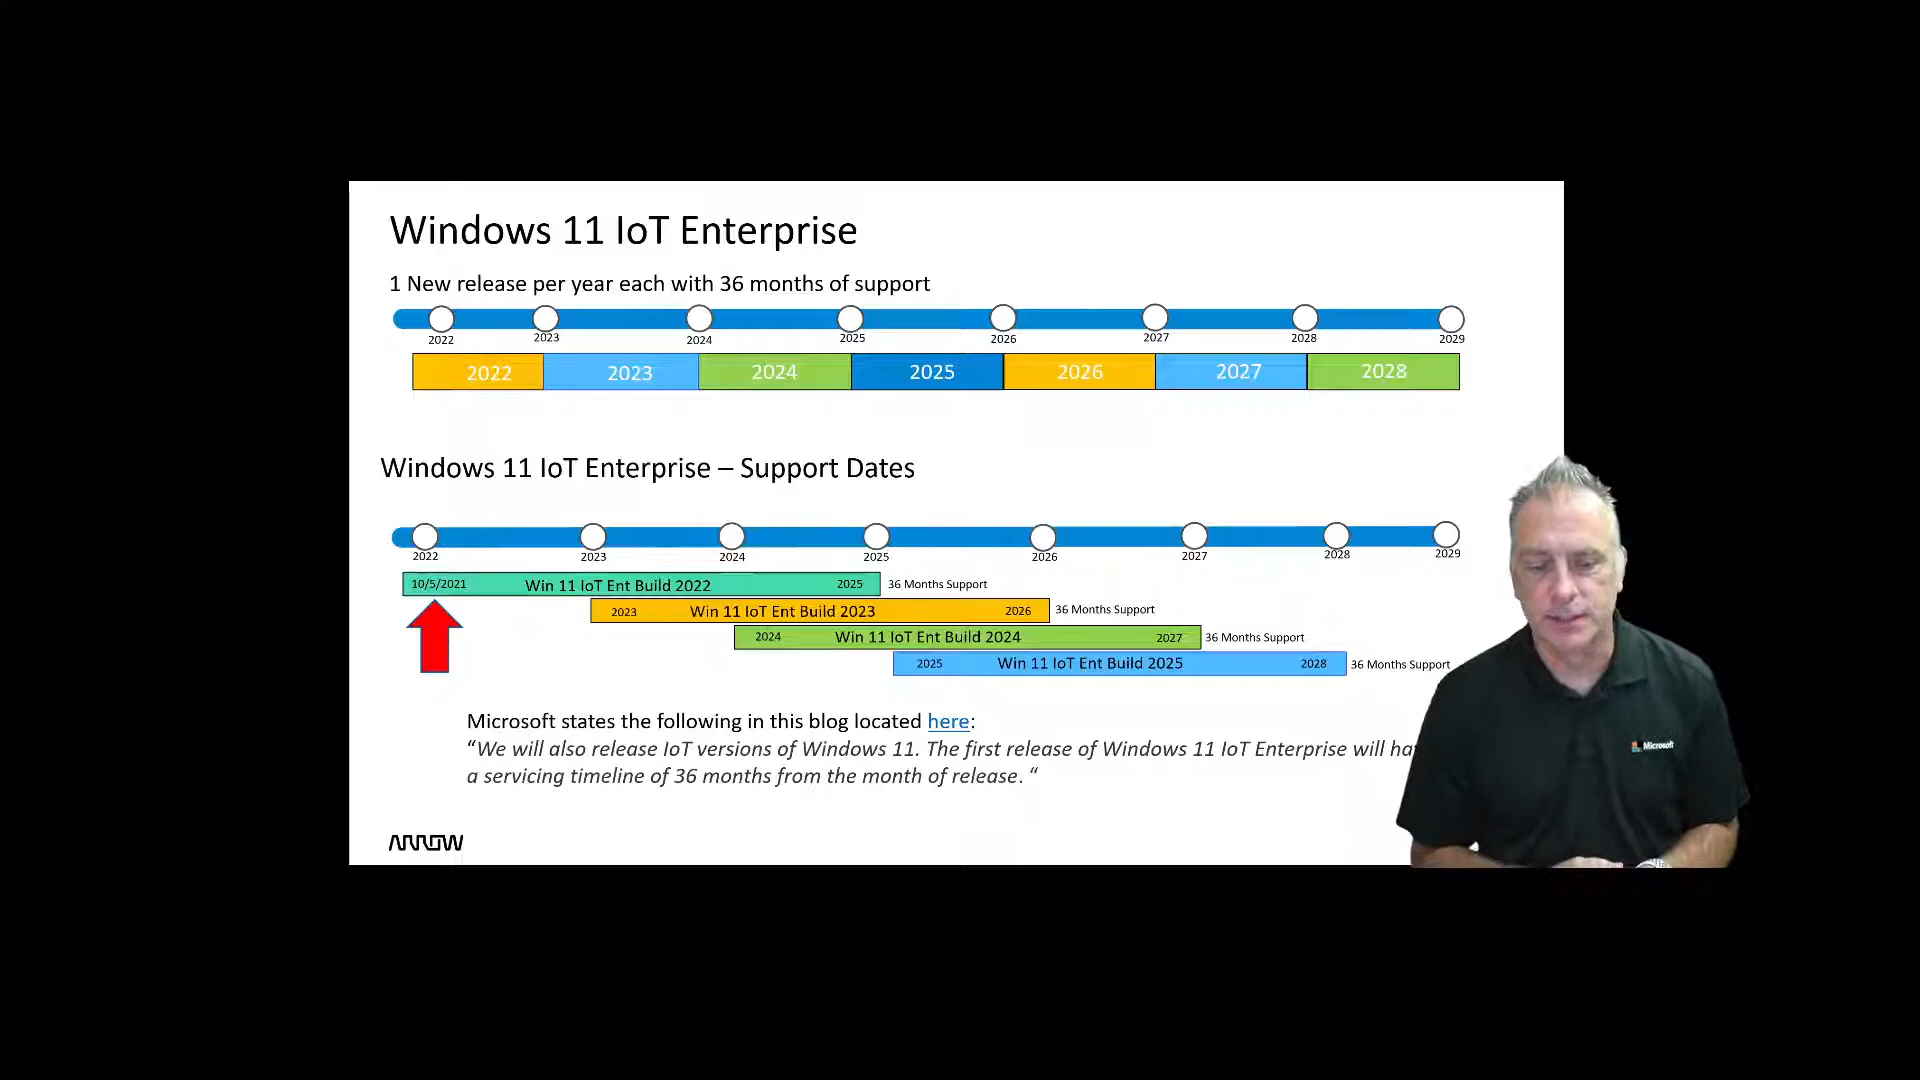 Windows 11 IoT Enterprise
1 New release per year each with 36 months of support
2022 2023 2024 2025 2026 2027 2028 2029
2022 2023 2024 2025 2026 2027 2028
Windows 11 IoT Enterprise – Support Dates
2022 2023 2024 2025 2026 2027 2028 2029
10/5/2021 Win 11 IoT Ent Build 2022 2025 36 Months Support
2023 Win 11 IoT Ent Build 2023 2026 36 Months Support
2024 Win 11 IoT Ent Build 2024 2027 36 Months Support
2025 Win 11 IoT Ent Build 2025 2028 36 Months Support
Microsoft states the following in this blog located here:
“We will also release IoT versions of Windows 11. The first release of Windows 11 IoT Enterprise will
a servicing timeline of 36 months from the month of release. “
Microsoft
ARROW